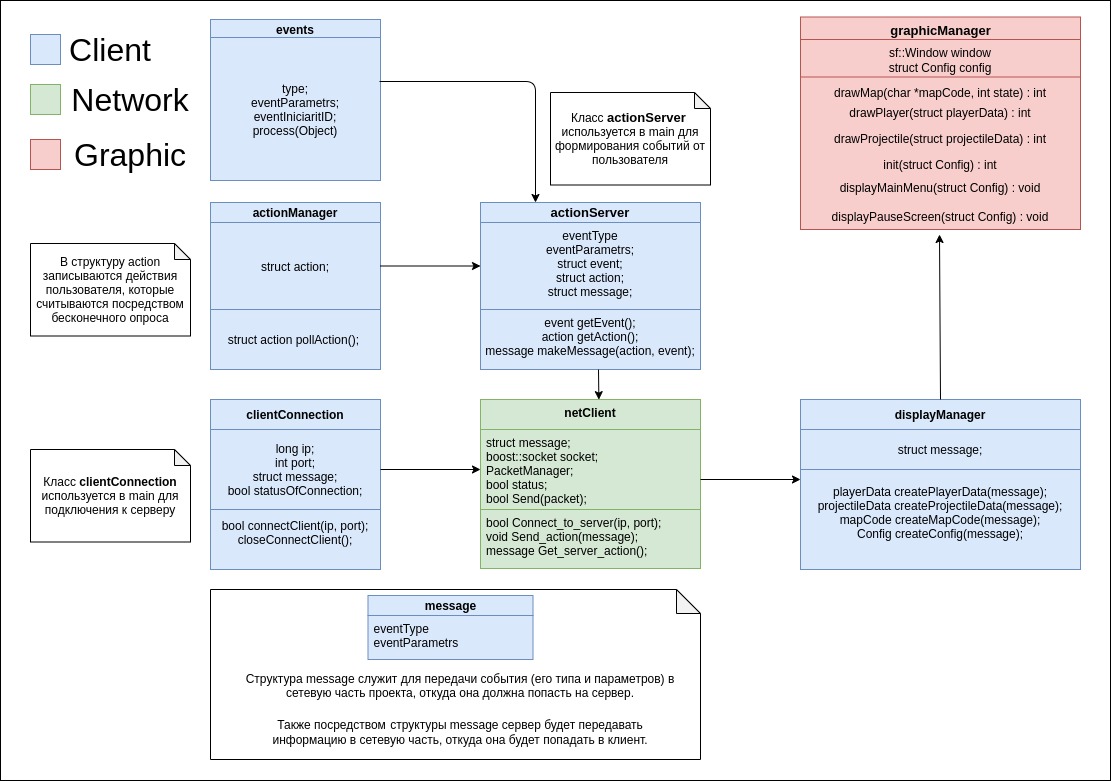 Client
Network
Graphic
events
type;
eventParametrs;
eventIniciaritID;
process(Object)
Класс actionServer
используется в main для
формирования событий от
пользователя
graphicManager
sf::Window window
struct Config config
drawMap(char *mapCode, int state) : int
drawPlayer(struct playerData) : int
drawProjectile(struct projectileData) : int
init(struct Config) : int
displayMainMenu(struct Config) : void
displayPauseScreen(struct Config) : void
В структуру action
записываются действия
пользователя, которые
считываются посредством
бесконечного опроса
actionManager
struct action;
struct action pollAction();
actionServer
eventType
eventParametrs;
struct event;
struct action;
struct message;
event getEvent();
action getAction();
message makeMessage(action, event);
Класс clientConnection
используется в main для
подключения к серверу
clientConnection
long ip;
int port;
struct message;
bool statusOfConnection;
bool connectClient(ip, port);
closeConnectClient();
netClient
struct message;
boost::socket socket;
PacketManager;
bool status;
bool Send(packet);
bool Connect_to_server(ip, port);
void Send_action(message);
message Get_server_action();
displayManager
struct message;
playerData createPlayerData(message);
projectileData createProjectileData(message);
mapCode createMapCode(message);
Config createConfig(message);
message
eventType
eventParametrs
Структура message служит для передачи события (его типа и параметров) в
сетевую часть проекта, откуда она должна попасть на сервер.
Также посредством структуры message сервер будет передавать
информацию в сетевую часть, откуда она будет попадать в клиент.